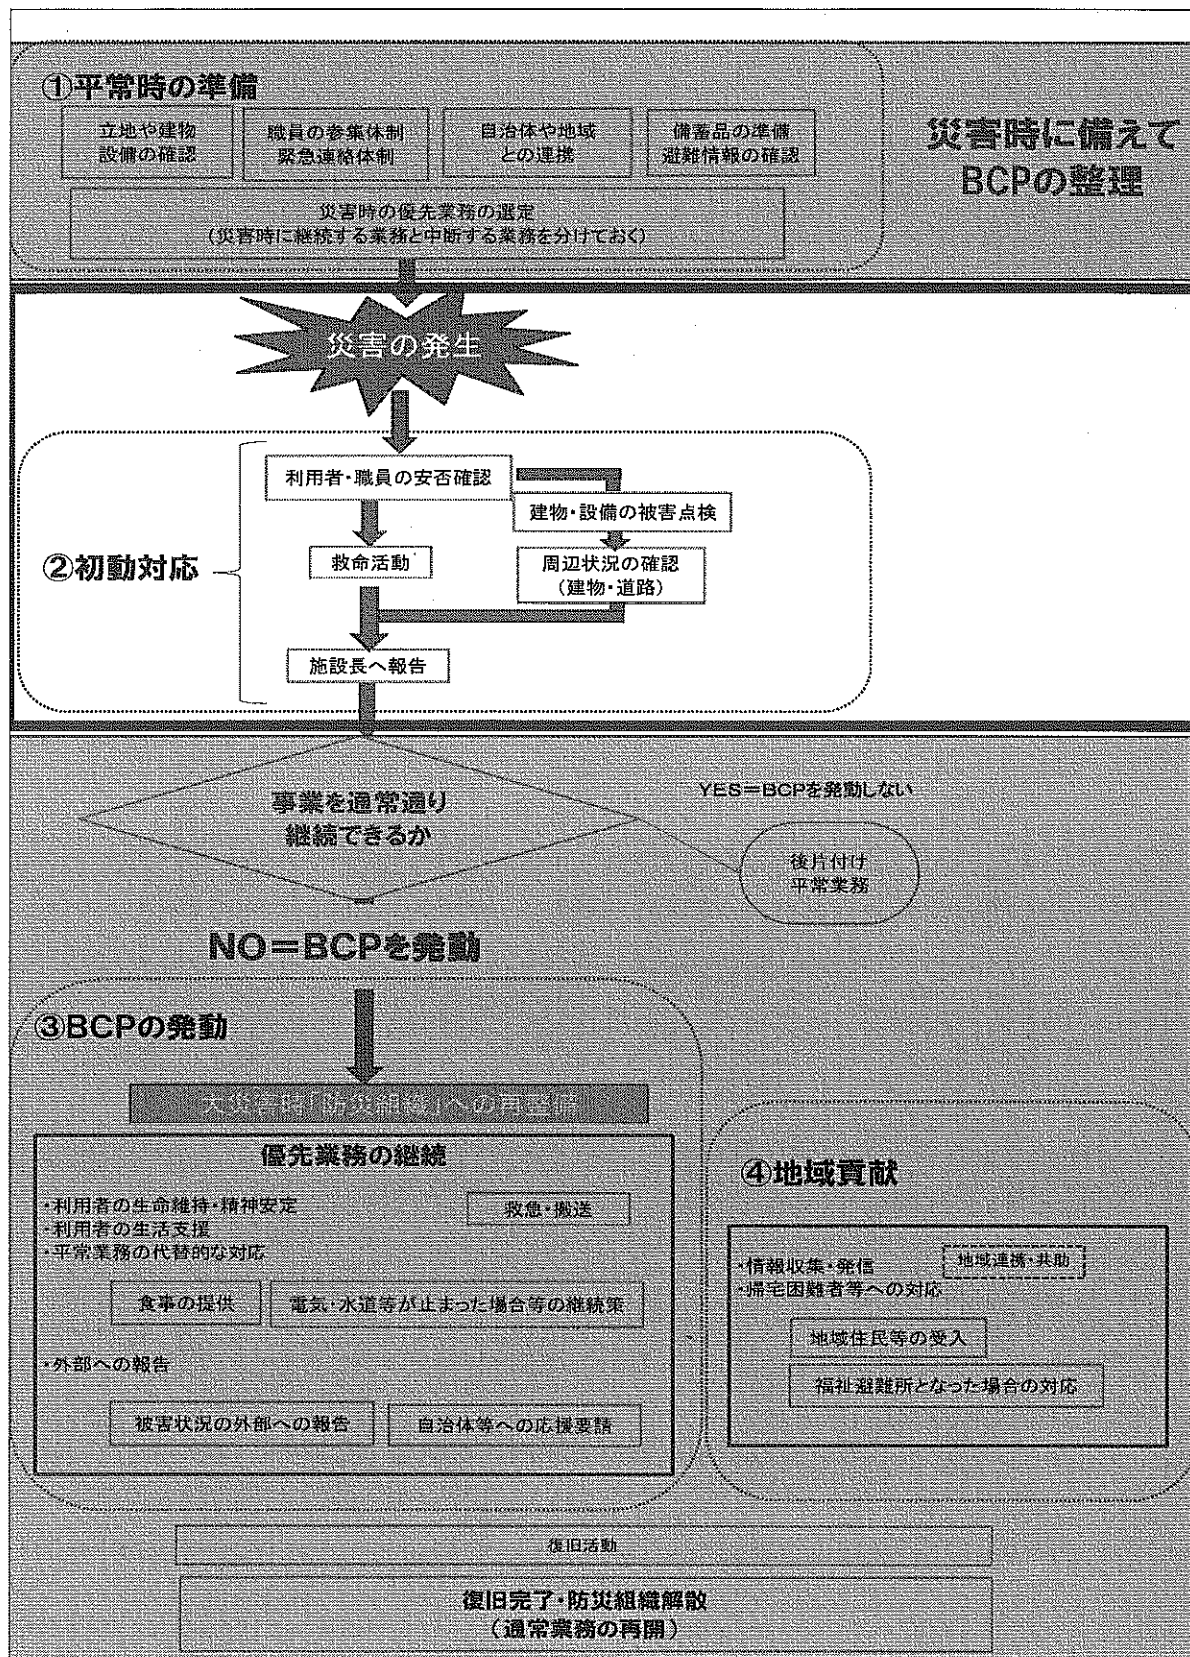 ①平常時の準備
立地や建物
設備の確認
職員の参集体制
緊急連絡体制
自治体や地域
との連携
備蓄品の準備
避難情報の確認
災害時に備えて
BCPの整理
災害時の優先業務の選定
(災害時に継続する業務と中断する業務を分けておく)
災害の発生
②初動対応
利用者・職員の安否確認
建物・設備の被害点検
救命活動
周辺状況の確認
(建物・道路)
施設長へ報告
事業を通常通り
継続できるか
YES=BCPを発動しない
後片付け
平常業務
NO=BCPを発動
③BCPの発動
大災害時「防災組織」への再整備
優先業務の継続
・利用者の生命維持・精神安定
・利用者の生活支援
・平常業務の代替的な対応
救急・搬送
食事の提供
電気・水道等が止まった場合等の継続策
・外部への報告
被害状況の外部への報告
自治体等への応援要請
④地域貢献
・情報収集・発信
地域連携・共助
・帰宅困難者等への対応
地域住民等の受入
福祉避難所となった場合の対応
復旧活動
復旧完了・防災組織解散
(通常業務の再開)